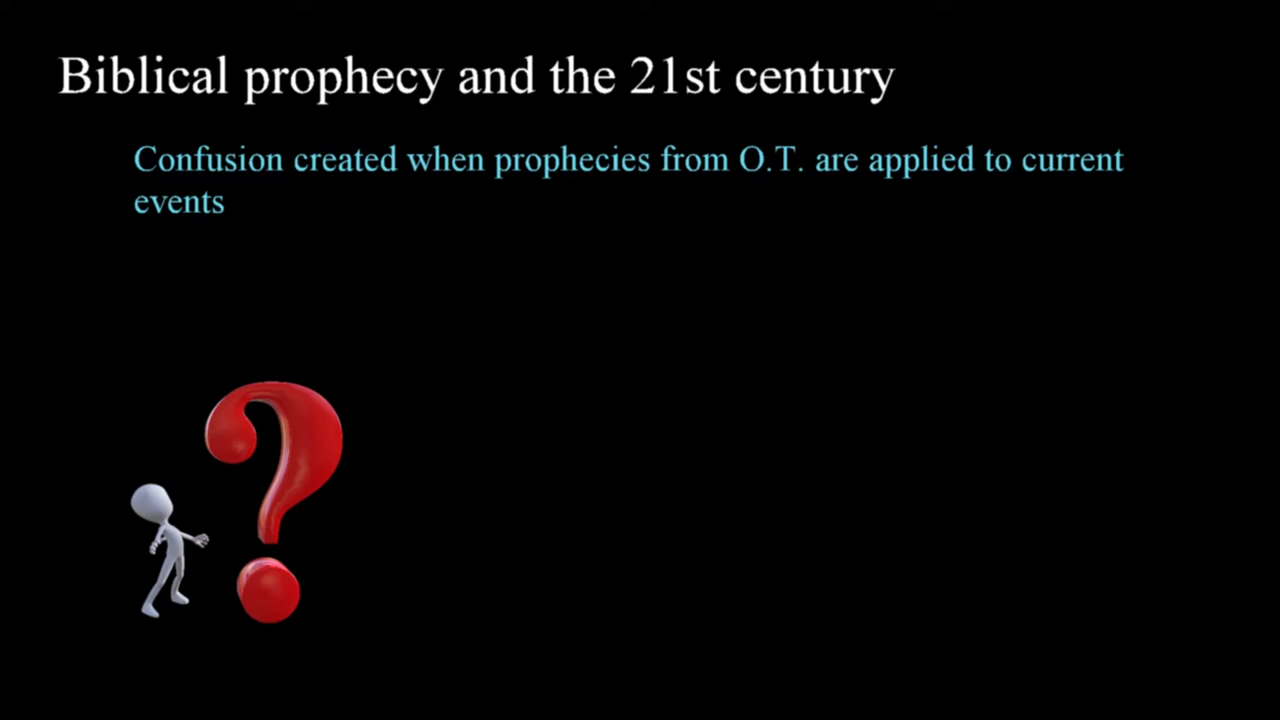 Biblical prophecy and the 21st century
Confusion created when prophecies from O.T. are applied to current
events